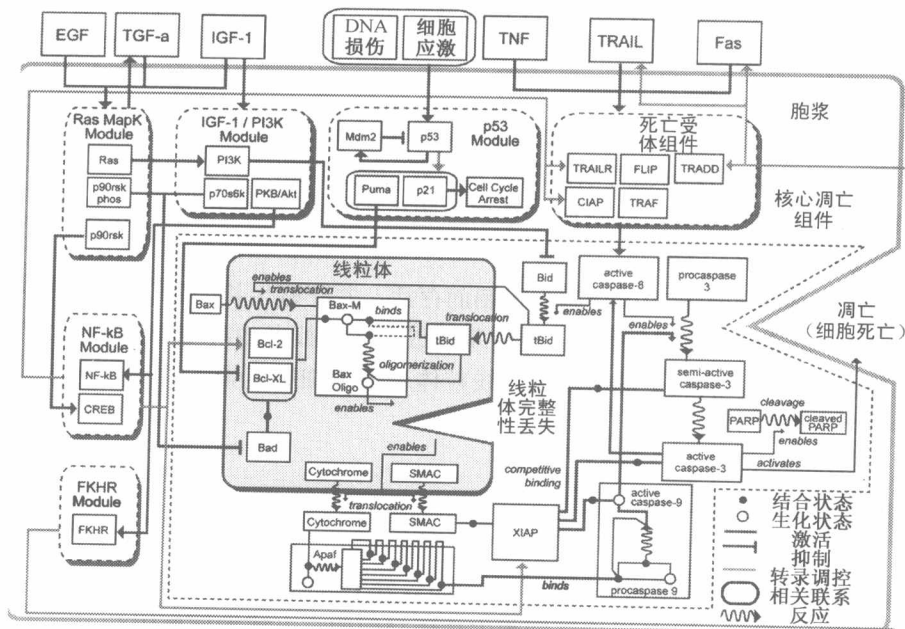 EGF
TGF-a
IGF-1
DNA
损伤
细胞
应激
TNF
TRAIL
Fas
胞浆
Ras MapK
Module
Ras
p90rsk
phos
p90rsk
IGF-1 / PI3K
Module
PI3K
p70s6k
PKB/Akt
Mdm2
p53
p53
Module
Puma
p21
Cell Cycle
Arrest
死亡受
体组件
TRAILR
FLIP
TRADD
CIAP
TRAF
核心凋亡
组件
线粒体
enables
translocation
Bax
Bax-M
binds
translocation
Bcl-2
Bcl-XL
tBid
tBid
Bid
oligomerization
Bax
Oligo
enables
Bad
enables
active
caspase-8
procaspase
3
enables
enables
凋亡
(细胞死亡)
semi-active
caspase-3
线粒
体完整
性丢失
cleavage
PARP
cleaved
PARP
enables
active
caspase-3
activates
NF-kB
Module
NF-kB
CREB
FKHR
Module
FKHR
Cytochrome
SMAC
translocation
Cytochrome
SMAC
Apaf
competitive
binding
XIAP
active
caspase-9
procaspase 9
binds
结合状态
生化状态
激活
抑制
转录调控
相关联系
反应